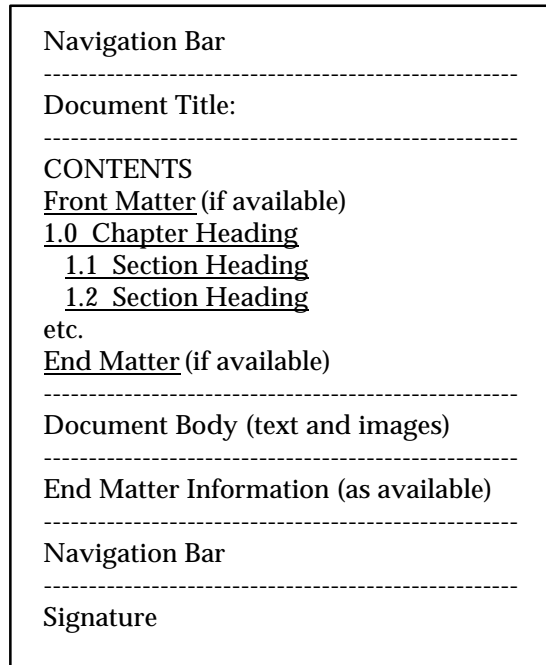 Navigation Bar
-----------------------------------------------------
Document Title:
-----------------------------------------------------
CONTENTS
Front Matter (if available)
1.0  Chapter Heading
1.1  Section Heading
1.2  Section Heading
etc.
End Matter (if available)
-----------------------------------------------------
Document Body (text and images)
-----------------------------------------------------
End Matter Information (as available)
-----------------------------------------------------
Navigation Bar
-----------------------------------------------------
Signature